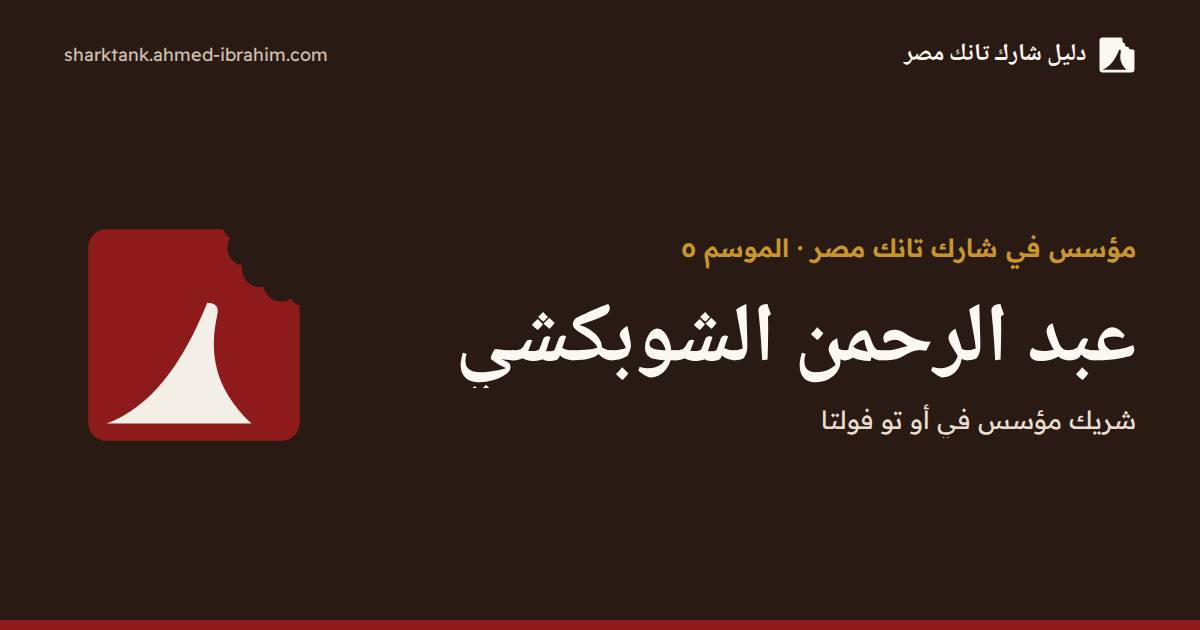 دليل شارك تانك مصر
sharktank.ahmed-ibrahim.com
مؤسس في شارك تانك مصر · الموسم ٥
عبد الرحمن الشوبكشي
شريك مؤسس في أو تو فولتا